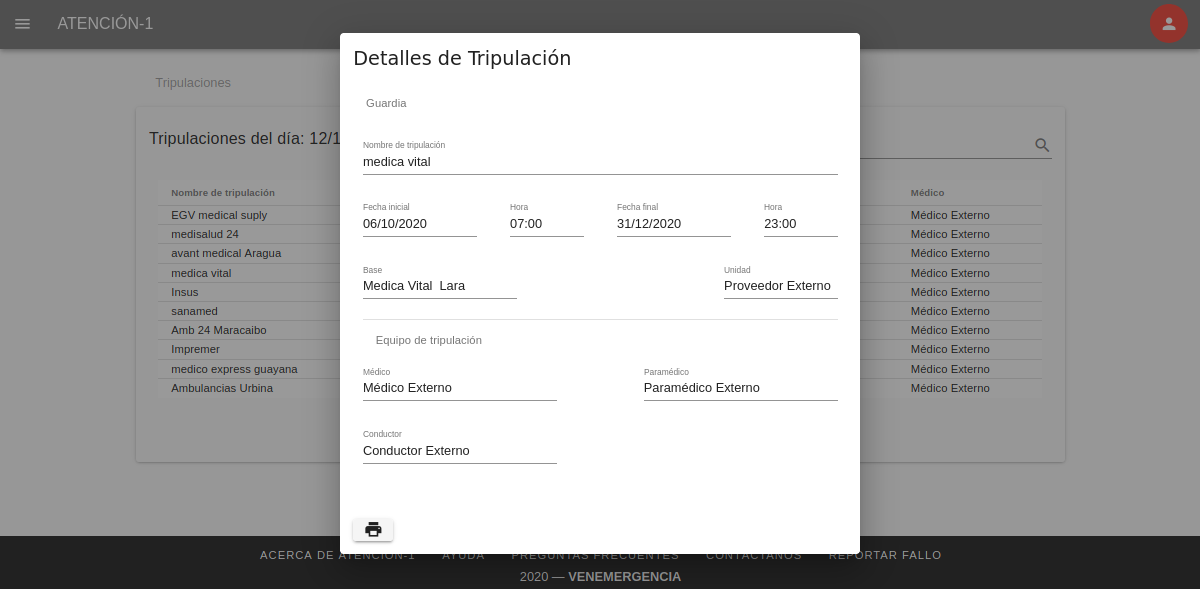 ATENCIÓN-1
Tripulaciones
Tripulaciones del día: 12/1
Nombre de tripulación
Médico
EGV medical suply
Médico Externo
medisalud 24
Médico Externo
avant medical Aragua
Médico Externo
medica vital
Médico Externo
Insus
Médico Externo
sanamed
Médico Externo
Amb 24 Maracaibo
Médico Externo
Impremer
Médico Externo
medico express guayana
Médico Externo
Ambulancias Urbina
Médico Externo
Detalles de Tripulación
Guardia
Nombre de tripulación
medica vital
Fecha inicial Hora Fecha final Hora
06/10/2020 07:00 31/12/2020 23:00
Base Unidad
Medica Vital  Lara Proveedor Externo
Equipo de tripulación
Médico Paramédico
Médico Externo Paramédico Externo
Conductor
Conductor Externo
ACERCA DE ATENCIÓN-1 AYUDA PREGUNTAS FRECUENTES CONTÁCTANOS REPORTAR FALLO
2020 — VENEMERGENCIA